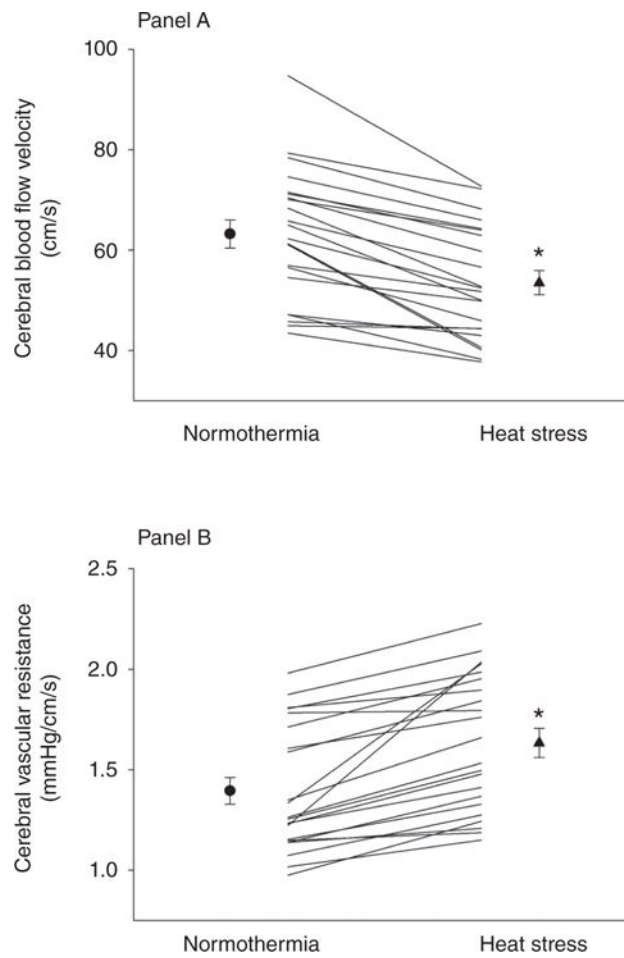 Panel A
Cerebral blood flow velocity
(cm/s)
100
80
60
40
*
Normothermia
Heat stress
Panel B
Cerebral vascular resistance
(mmHg/cm/s)
2.5
2.0
1.5
1.0
*
Normothermia
Heat stress